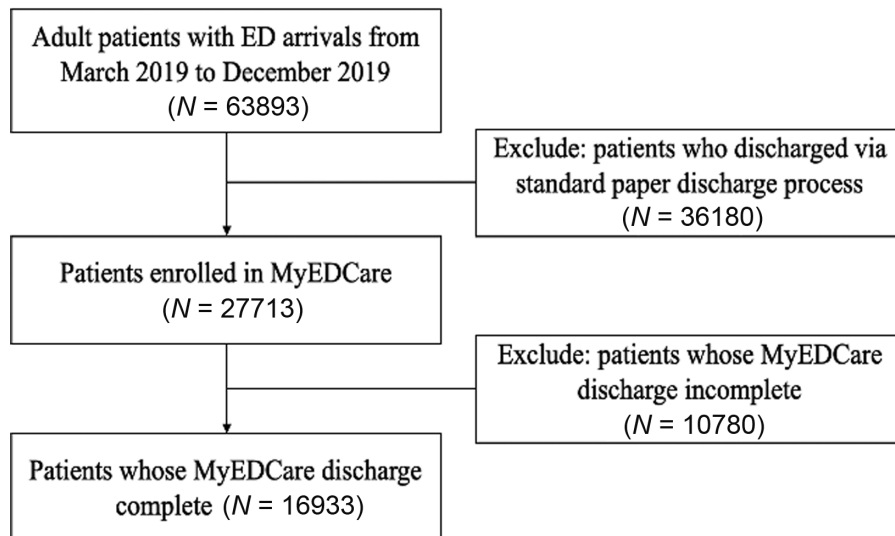 Adult patients with ED arrivals from
March 2019 to December 2019
(N = 63893)
Exclude: patients who discharged via
standard paper discharge process
(N = 36180)
Patients enrolled in MyEDCare
(N = 27713)
Exclude: patients whose MyEDCare
discharge incomplete
(N = 10780)
Patients whose MyEDCare discharge
complete (N = 16933)